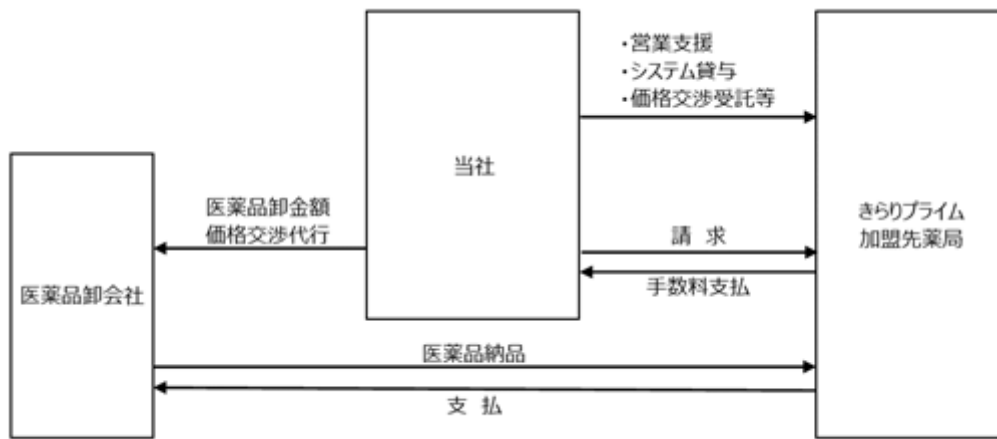 ・営業支援
・システム貸与
・価格交渉受託等
当社
医薬品卸金額
価格交渉代行
請 求
きらりプライム
加盟先薬局
手数料支払
医薬品卸会社
医薬品納品
支 払